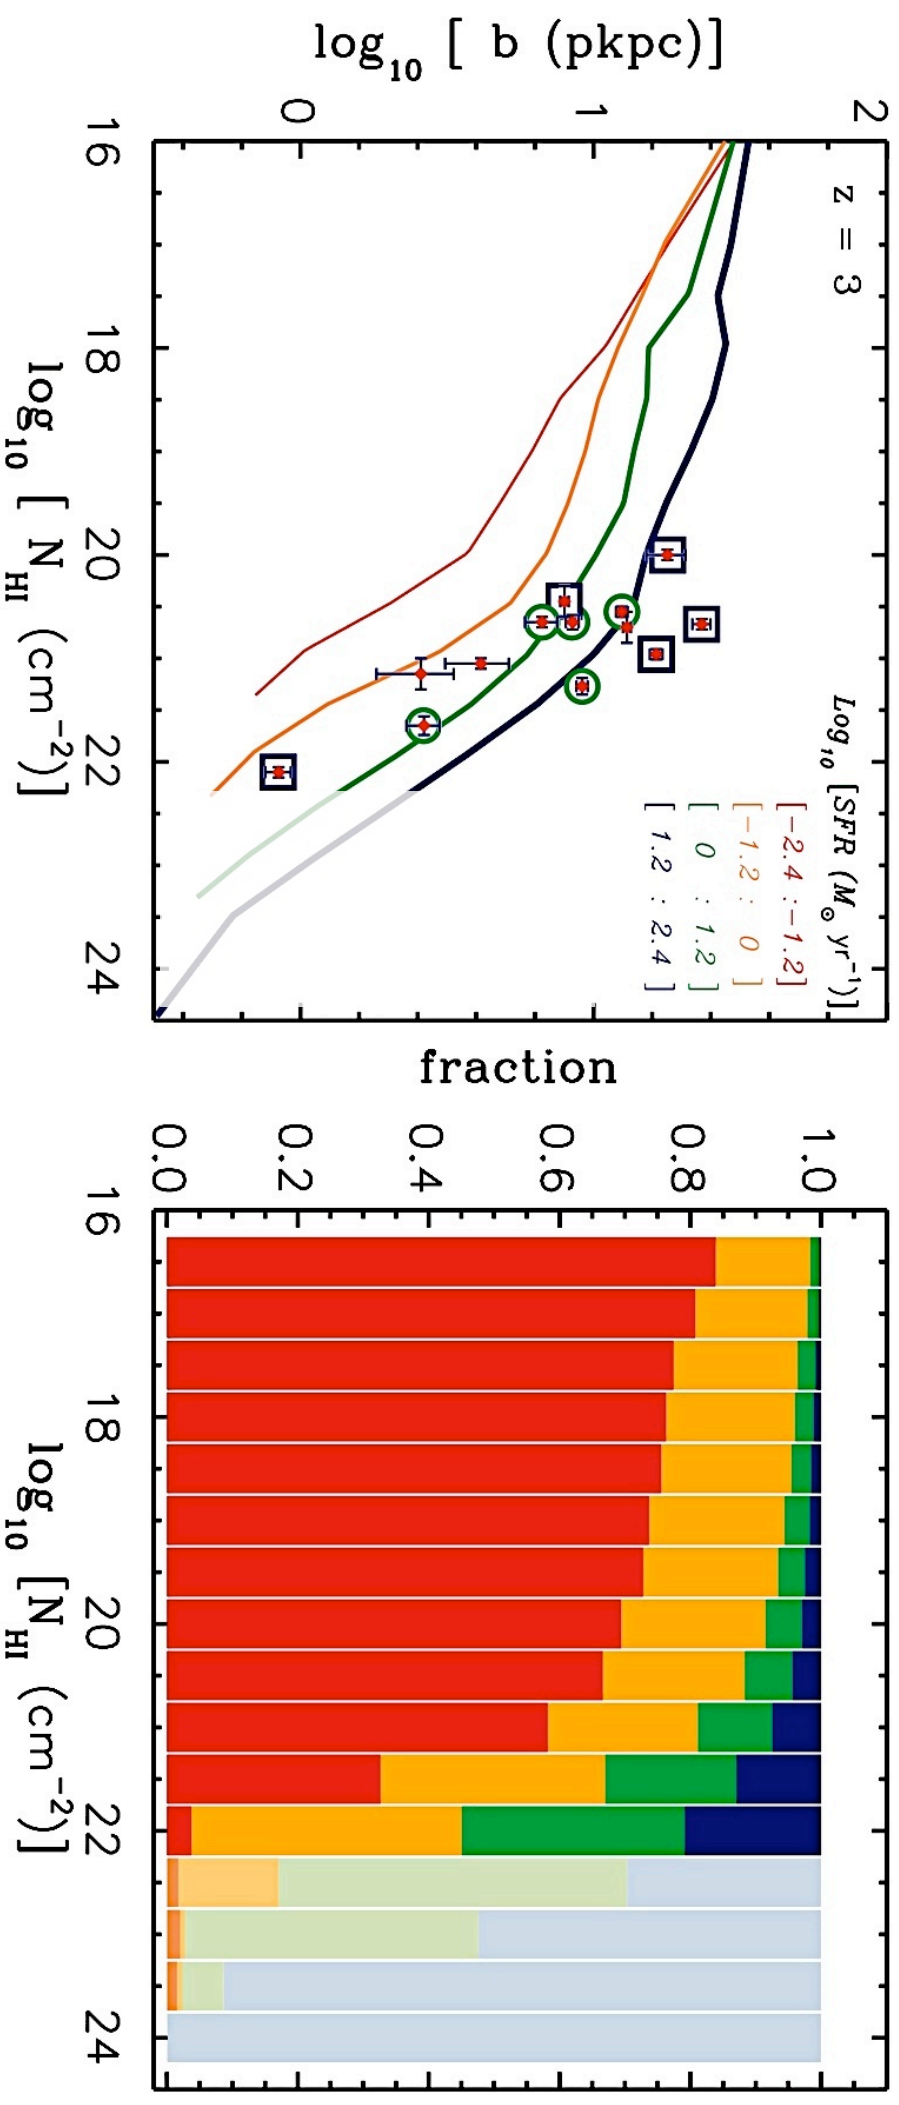 z = 3
Log₁₀ [SFR (M⊙ yr⁻¹)]
[-2.4 : -1.2]
[-1.2 : 0 ]
[ 0 : 1.2]
[ 1.2 : 2.4 ]
log₁₀ [ b (pkpc)]
2
1
0
16 18 20 22 24
log₁₀ [ N_HI (cm⁻²)]
fraction
1.0
0.8
0.6
0.4
0.2
0.0
16 18 20 22 24
log₁₀ [N_HI (cm⁻²)]